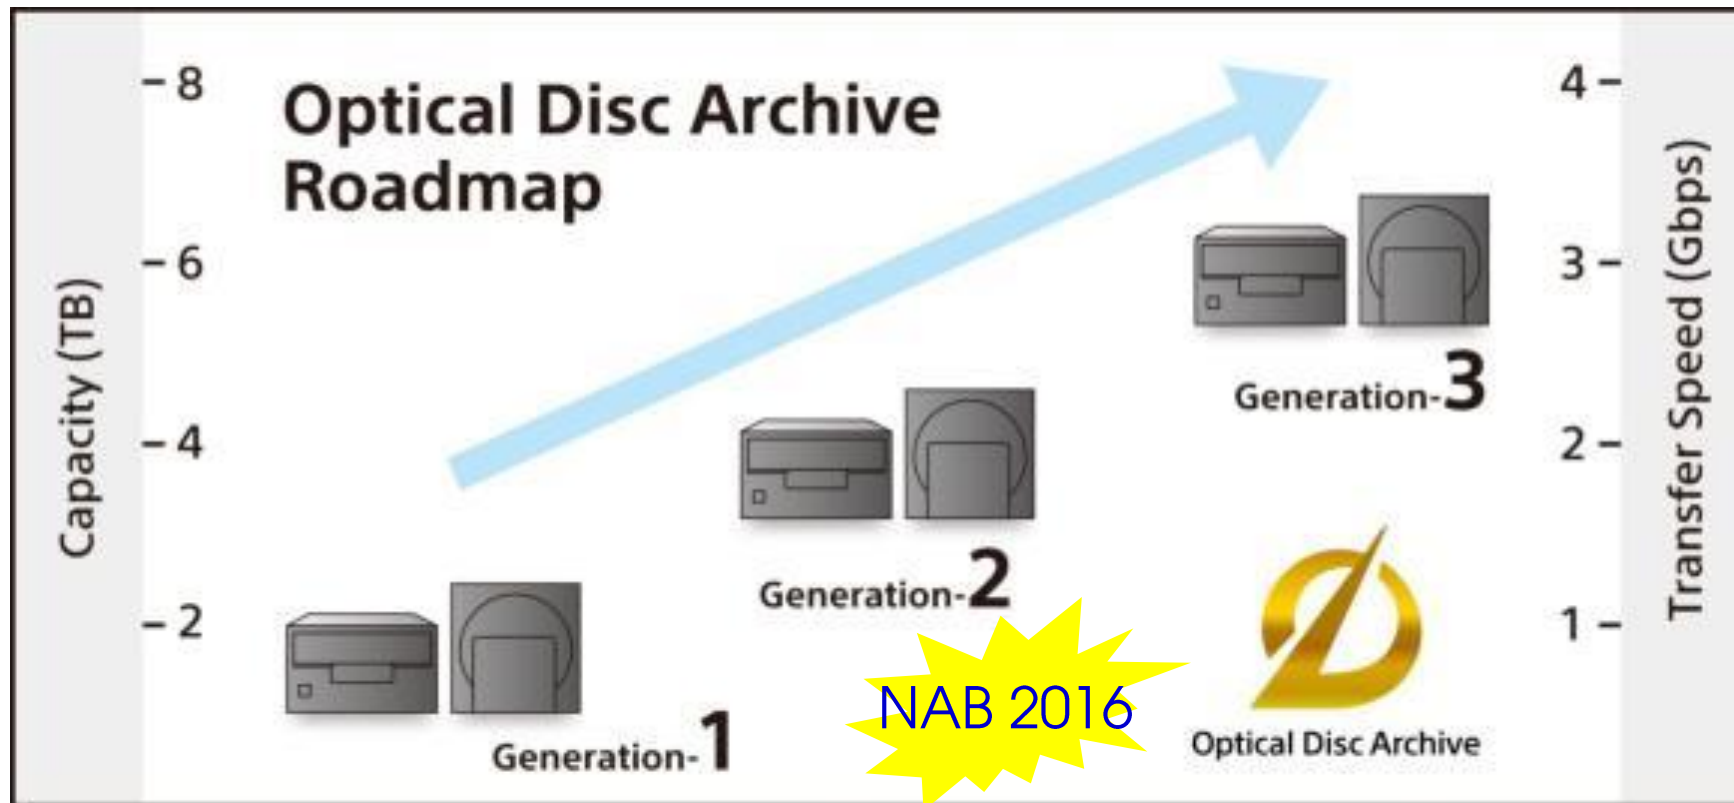 Optical Disc Archive
Roadmap
Capacity (TB)
- 8
- 6
- 4
- 2
4 -
3 -
2 -
1 -
Transfer Speed (Gbps)
Generation-3
Generation-2
Generation-1
NAB 2016
Optical Disc Archive